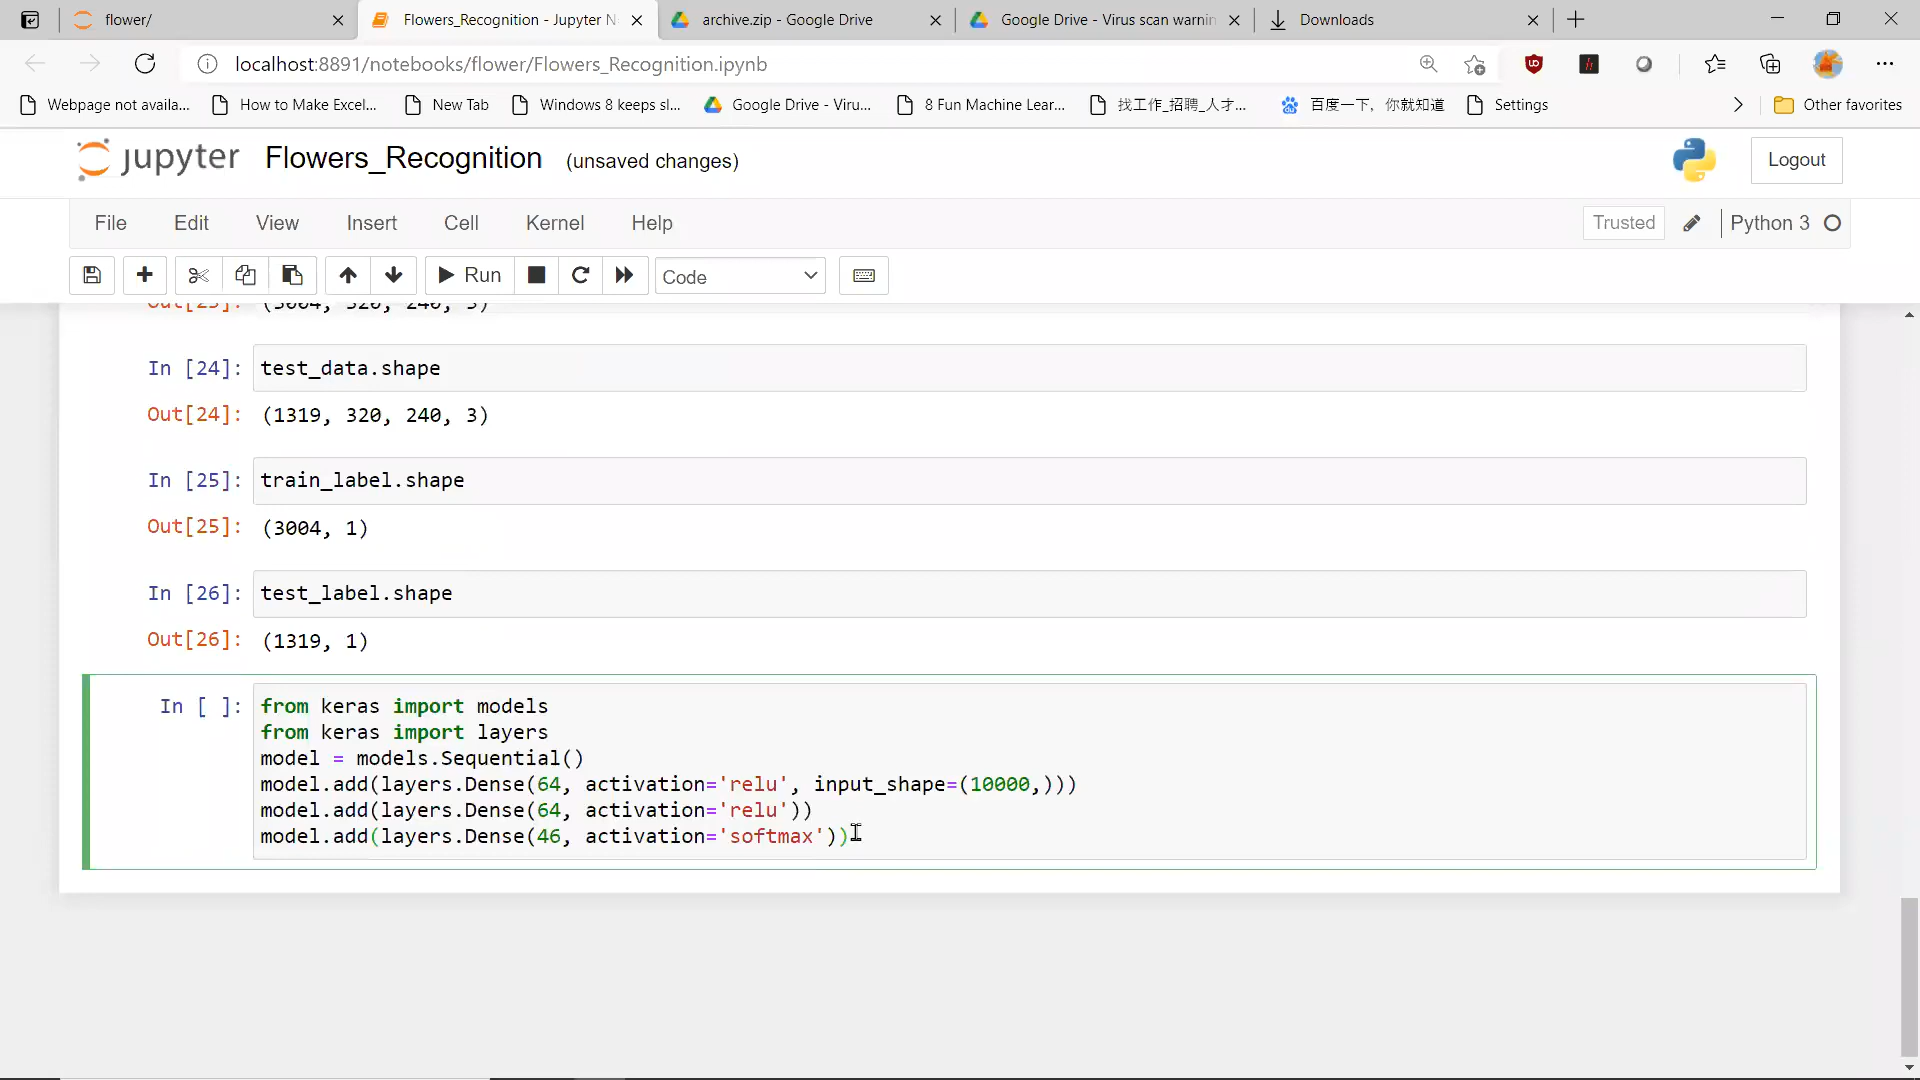 flower/
Flowers_Recognition - Jupyter N
archive.zip - Google Drive
Google Drive - Virus scan warnin
Downloads
localhost:8891/notebooks/flower/Flowers_Recognition.ipynb
Webpage not availa...
How to Make Excel...
New Tab
Windows 8 keeps sl...
Google Drive - Viru...
8 Fun Machine Lear...
找工作_招聘_人才...
百度一下，你就知道
Settings
Other favorites
jupyter
Flowers_Recognition (unsaved changes)
Logout
File Edit View Insert Cell Kernel Help
Trusted
Python 3
Run
Code
Out[23]: (3004, 320, 240, 3)
In [24]: test_data.shape
Out[24]: (1319, 320, 240, 3)
In [25]: train_label.shape
Out[25]: (3004, 1)
In [26]: test_label.shape
Out[26]: (1319, 1)
In [ ]: from keras import models
from keras import layers
model = models.Sequential()
model.add(layers.Dense(64, activation='relu', input_shape=(10000,)))
model.add(layers.Dense(64, activation='relu'))
model.add(layers.Dense(46, activation='softmax'))